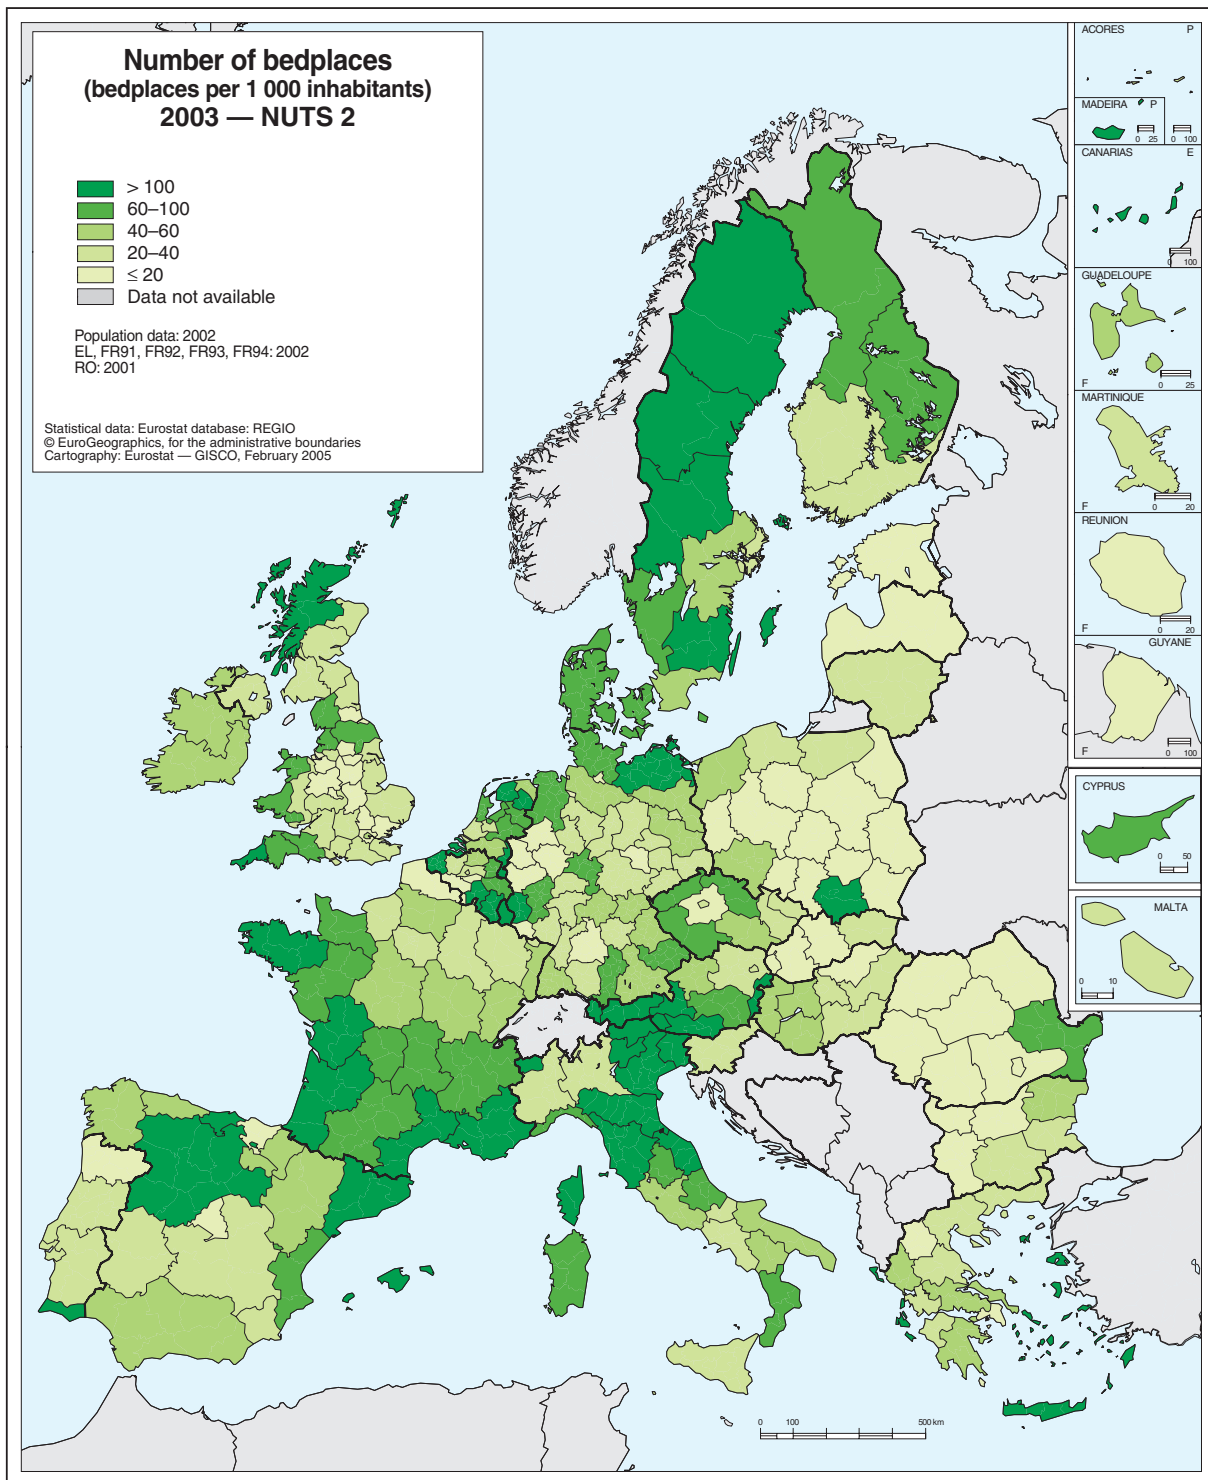 Number of bedplaces
(bedplaces per 1 000 inhabitants)
2003 — NUTS 2
> 100
60–100
40–60
20–40
≤ 20
Data not available
Population data: 2002
EL, FR91, FR92, FR93, FR94: 2002
RO: 2001
Statistical data: Eurostat database: REGIO
© EuroGeographics, for the administrative boundaries
Cartography: Eurostat — GISCO, February 2005
ACORES P
MADEIRA P
0 25 0 100
CANARIAS E
0 100
GUADELOUPE
F 0 25
MARTINIQUE
F 0 20
REUNION
F 0 20
GUYANE
F 0 100
CYPRUS
0 50
MALTA
0 10
0 100 500 km